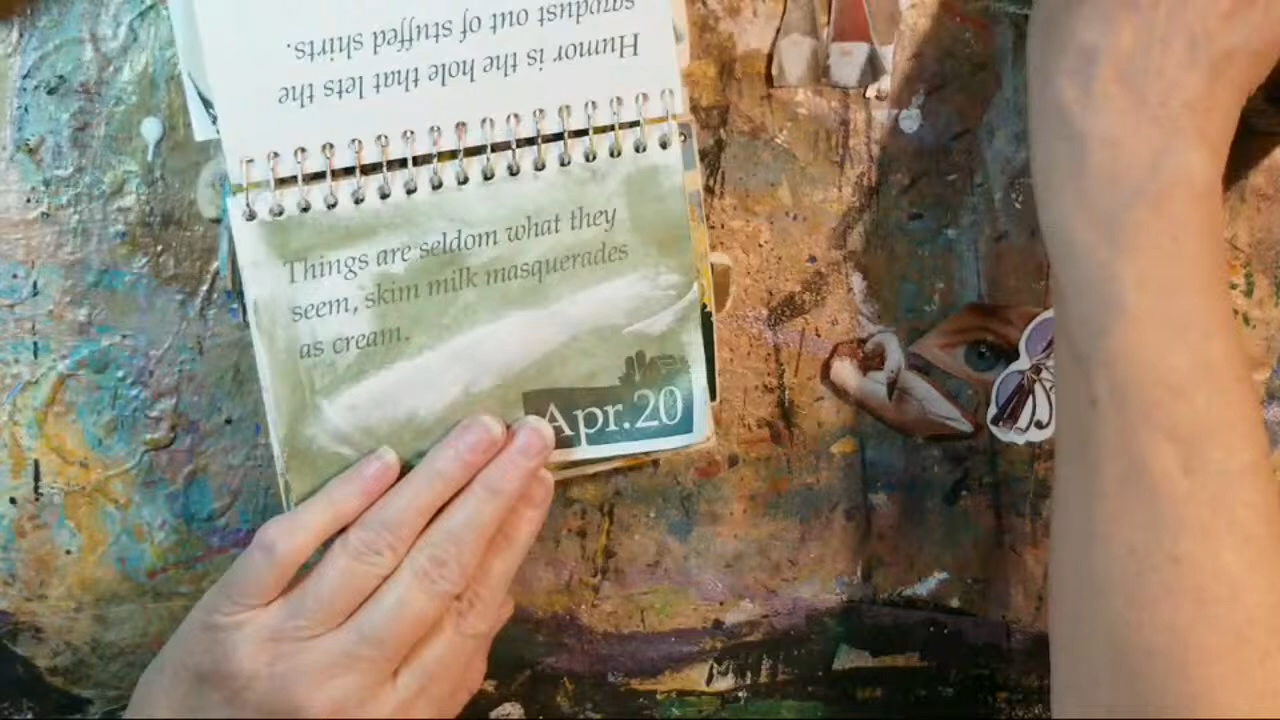 Humor is the hole that lets the
sawdust out of stuffed shirts.
Things are seldom what they
seem, skim milk masquerades
as cream.
Apr.20